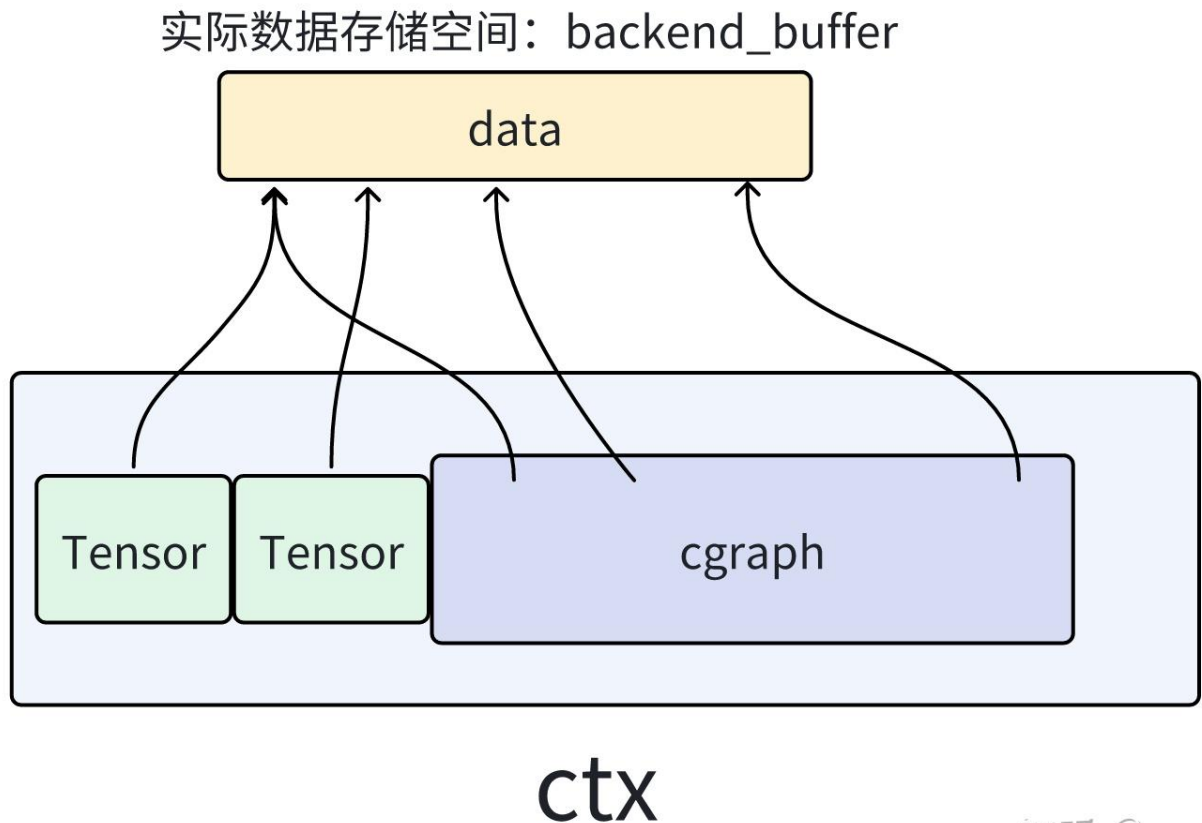 实际数据存储空间：backend_buffer
data
Tensor
Tensor
cgraph
ctx